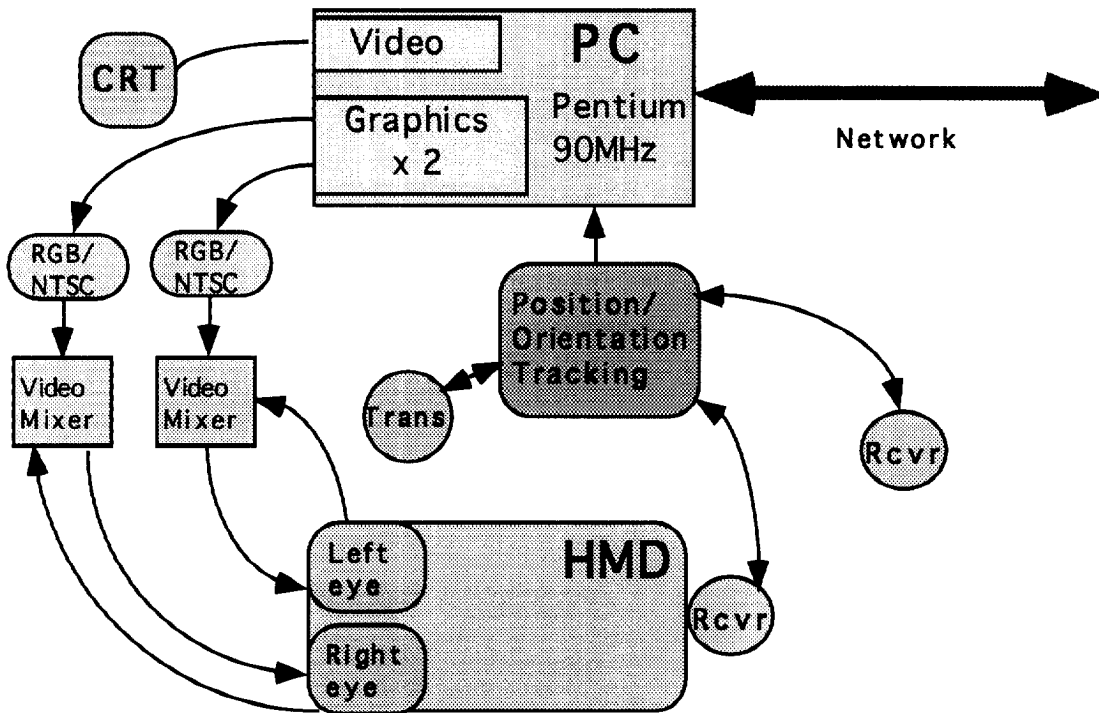 Video
PC
CRT
Graphics
x 2
Pentium
90MHz
Network
RGB/
NTSC
RGB/
NTSC
Position/
Orientation
Tracking
Video
Mixer
Video
Mixer
Trans
Rcvr
Left
eye
HMD
Rcvr
Right
eye